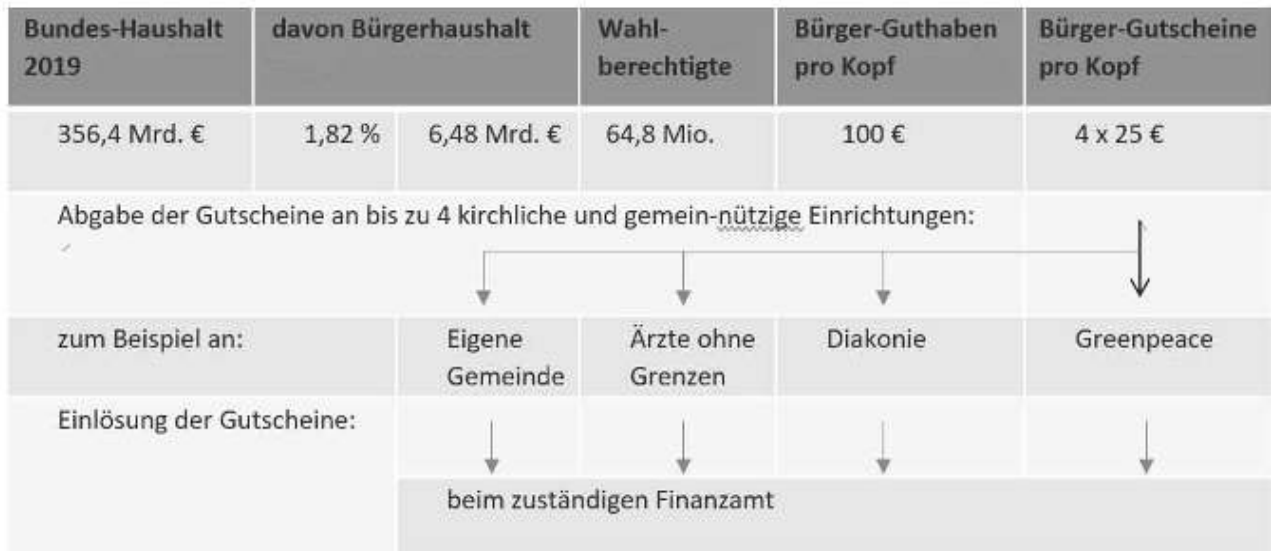 Bundes-Haushalt 2019 davon Bürgerhaushalt Wahl-berechtigte Bürger-Guthaben pro Kopf Bürger-Gutscheine pro Kopf
356,4 Mrd. € 1,82 % 6,48 Mrd. € 64,8 Mio. 100 € 4 x 25 €
Abgabe der Gutscheine an bis zu 4 kirchliche und gemein-nützige Einrichtungen:
zum Beispiel an: Eigene Gemeinde Ärzte ohne Grenzen Diakonie Greenpeace
Einlösung der Gutscheine:
beim zuständigen Finanzamt